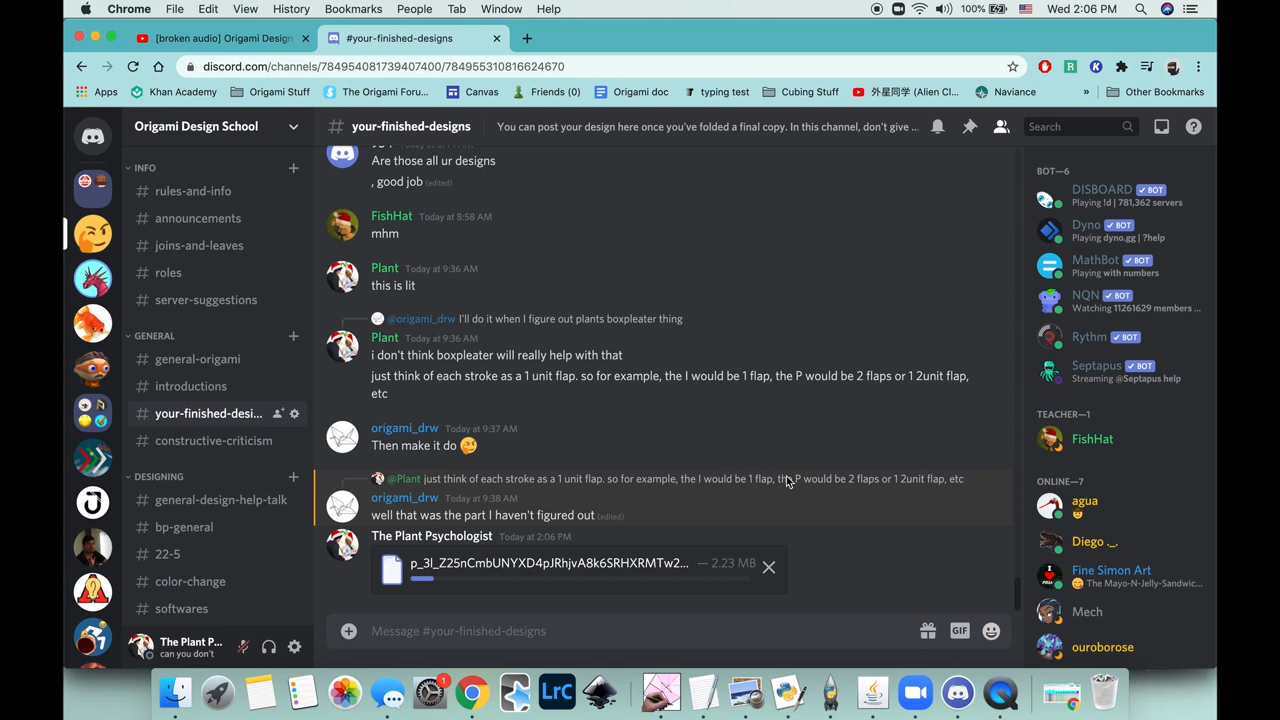 Chrome File Edit View History Bookmarks People Tab Window Help 100% Wed 2:06 PM
[broken audio] Origami Design
#your-finished-designs
discord.com/channels/784954081739407400/784955310816624670
Apps Khan Academy Origami Stuff The Origami Foru... Canvas Friends (0) Origami doc typing test Cubing Stuff 外星同学 (Alien Cl... Naviance » Other Bookmarks
Origami Design School
# your-finished-designs You can post your design here once you've folded a final copy. In this channel, don't give ...
Search
INFO
rules-and-info
announcements
joins-and-leaves
roles
server-suggestions
GENERAL
general-origami
introductions
your-finished-desi...
constructive-criticism
DESIGNING
general-design-help-talk
bp-general
22-5
color-change
softwares
The Plant P...
can you don't
Are those all ur designs
, good job (edited)
FishHat Today at 8:58 AM
mhm
Plant Today at 9:36 AM
this is lit
@origami_drw I'll do it when I figure out plants boxpleater thing
Plant Today at 9:36 AM
i don't think boxpleater will really help with that
just think of each stroke as a 1 unit flap. so for example, the I would be 1 flap, the P would be 2 flaps or 1 2unit flap,
etc
origami_drw Today at 9:37 AM
Then make it do
@Plant just think of each stroke as a 1 unit flap. so for example, the I would be 1 flap, the P would be 2 flaps or 1 2unit flap, etc
origami_drw Today at 9:38 AM
well that was the part I haven't figured out (edited)
The Plant Psychologist Today at 2:06 PM
— 2.23 MB
Message #your-finished-designs
GIF
BOT—6
DISBOARD BOT
Playing !d | 781,362 servers
Dyno BOT
Playing dyno.gg | ?help
MathBot BOT
Playing with numbers
NQN BOT
Watching 11261629 members ...
Rythm BOT
Septapus BOT
Streaming @Septapus help
TEACHER—1
FishHat
ONLINE—7
agua
Diego ._.
Fine Simon Art
The Mayo-N-Jelly-Sandwic...
Mech
ouroborose
LrC
1